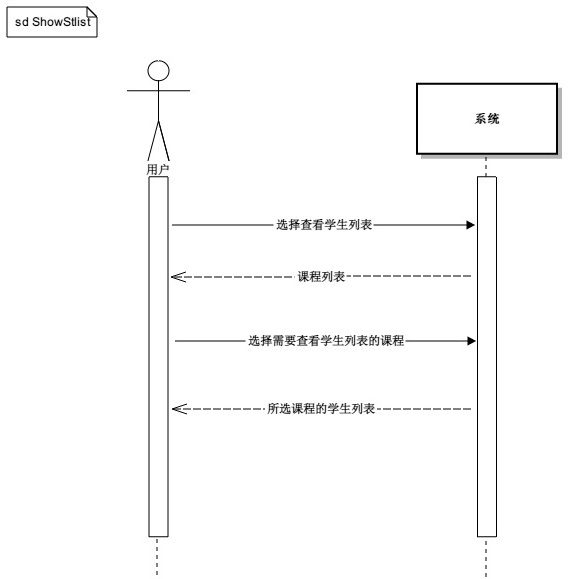 sd ShowStlist
系统
用户
选择查看学生列表
课程列表
选择需要查看学生列表的课程
所选课程的学生列表